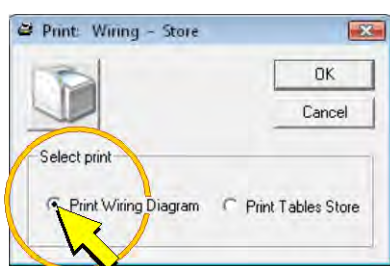 Print: Wiring - Store
OK
Cancel
Select print
Print Wiring Diagram
Print Tables Store